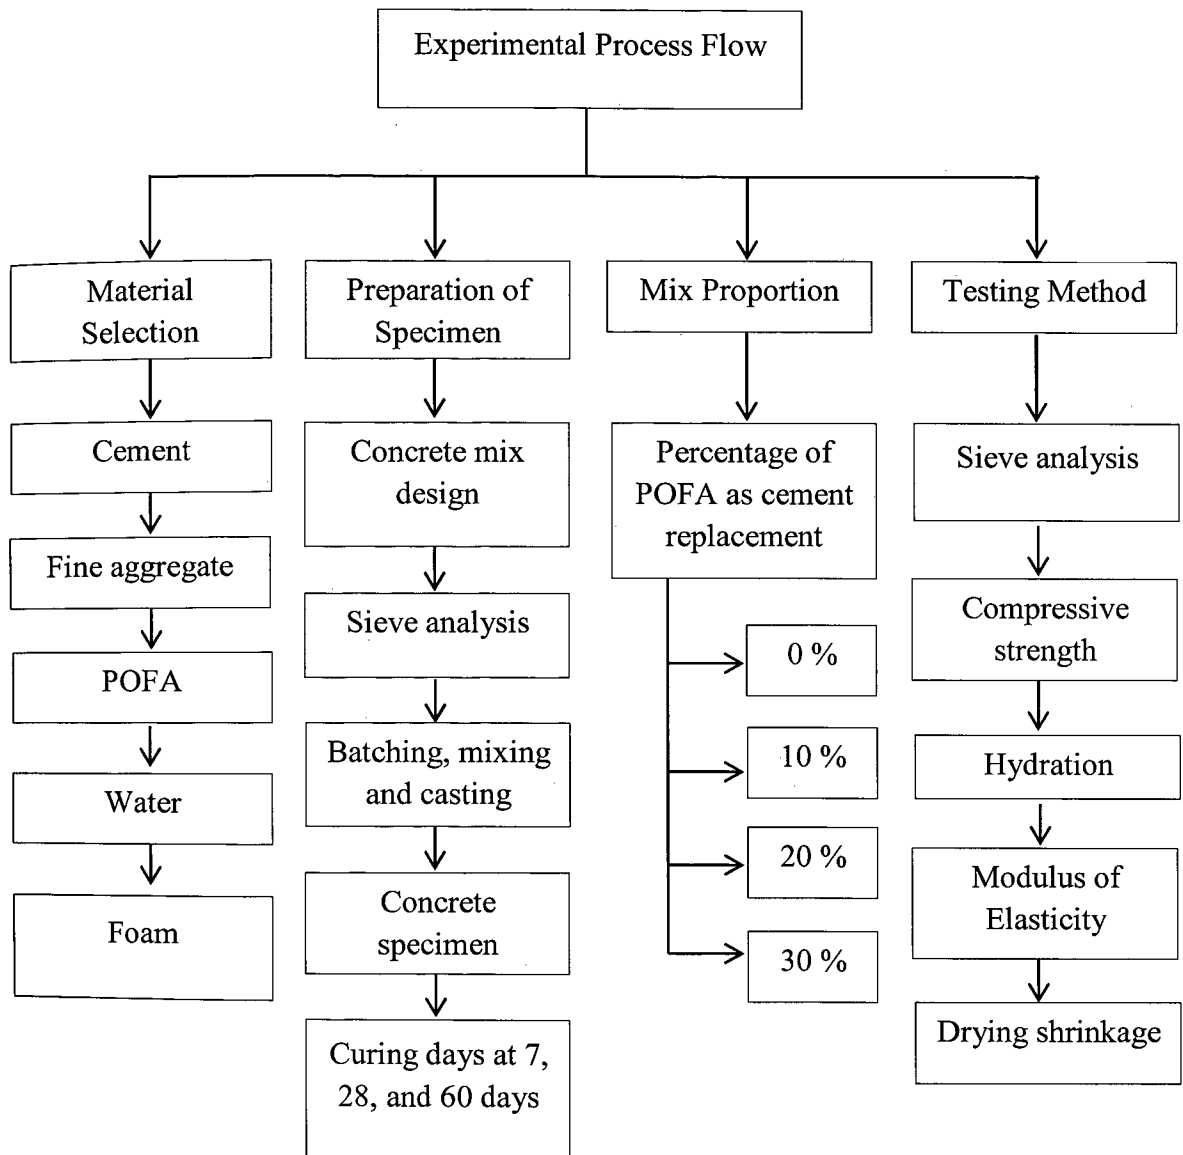 Experimental Process Flow
Material
Selection
Cement
Fine aggregate
POFA
Water
Foam
Preparation of
Specimen
Concrete mix
design
Sieve analysis
Batching, mixing
and casting
Concrete
specimen
Curing days at 7,
28, and 60 days
Mix Proportion
Percentage of
POFA as cement
replacement
0 %
10 %
20 %
30 %
Testing Method
Sieve analysis
Compressive
strength
Hydration
Modulus of
Elasticity
Drying shrinkage